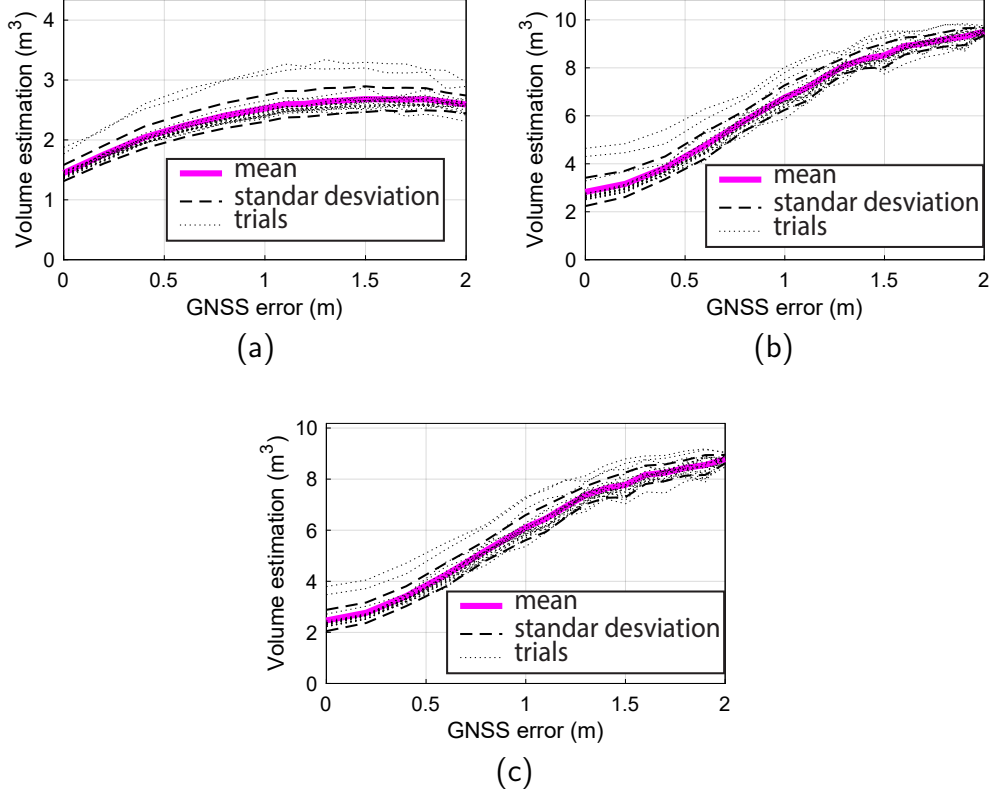 4
3
2
1
0
Volume estimation (m³)
mean
standar desviation
trials
0 0.5 1 1.5 2
GNSS error (m)
(a)
10
8
6
4
2
0
Volume estimation (m³)
mean
standar desviation
trials
0 0.5 1 1.5 2
GNSS error (m)
(b)
10
8
6
4
2
0
Volume estimation (m³)
mean
standar desviation
trials
0 0.5 1 1.5 2
GNSS error (m)
(c)